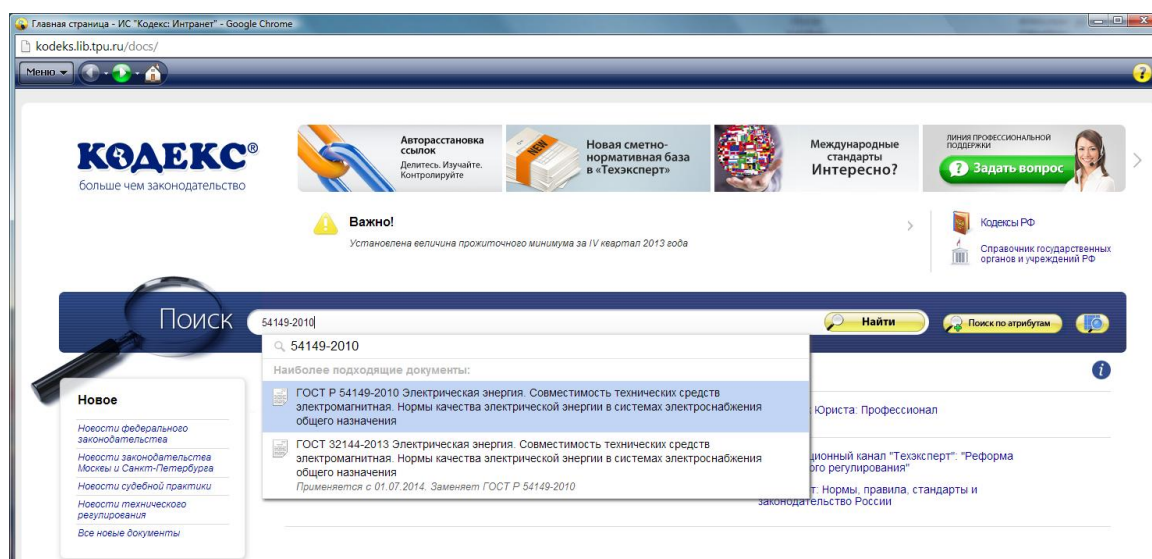 Главная страница - ИС "Кодекс: Интранет" - Google Chrome
kodeks.lib.tpu.ru/docs/
Меню
?
КОДЕКС®
больше чем законодательство
Авторасстановка
ссылок
Делитесь. Изучайте.
Контролируйте
NEW
Новая сметно-
нормативная база
в «Техэксперт»
Международные
стандарты
Интересно?
ЛИНИЯ ПРОФЕССИОНАЛЬНОЙ
ПОДДЕРЖКИ
? Задать вопрос
Важно!
Установлена величина прожиточного минимума за IV квартал 2013 года
Кодексы РФ
Справочник государственных
органов и учреждений РФ
Поиск
54149-2010
Найти
Поиск по атрибутам
54149-2010
Наиболее подходящие документы:
ГОСТ Р 54149-2010 Электрическая энергия. Совместимость технических средств
электромагнитная. Нормы качества электрической энергии в системах электроснабжения
общего назначения
ГОСТ 32144-2013 Электрическая энергия. Совместимость технических средств
электромагнитная. Нормы качества электрической энергии в системах электроснабжения
общего назначения
Применяется с 01.07.2014. Заменяет ГОСТ Р 54149-2010
i
Новое
Новости федерального
законодательства
Новости законодательства
Москвы и Санкт-Петербурга
Новости судебной практики
Новости технического
регулирования
Все новые документы
Юриста: Профессионал
ционный канал "Техэксперт": "Реформа
ого регулирования"
т: Нормы, правила, стандарты и
законодательство России